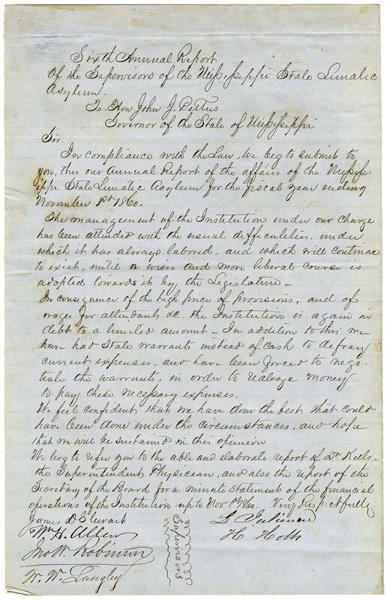 Sixth Annual Report
Of the Supervisors of the Mississippi State Lunatic
Asylum.
To Hon John J. Pettus
Governor of the State of Mississippi
Sir
In compliance with the Law, We beg to submit to
you, this our Annual Report of the affairs of the Mississ-
ippi State Lunatic Asylum for the fiscal year ending
November 1st 1860.
The management of the Institution under our charge
has been attended with the usual difficulties, under
which it has always labored, and which will continue
to exist, until a wiser and more liberal course is
adopted towards it by the Legislature -
In consequence of the high price of provisions, and of
wages for attendants &c. the Institution is again in
debt to a limited amount - In addition to this we
have had State warrants instead of Cash to defray
current expenses, and have been forced to nego-
tiate the warrants, in order to realize money
to pay these necessary expenses.
We feel confident, that we have done the best that could
have been done under the circumstances, and hope
that we will be sustained in this opinion
We beg to refer you to the able and elaborate report of Dr Kells
the Superintendent Physician, and also the report of the
Secretary of the Board for a minute statement of the financial
operations of the Institution up to Nov 1st 1860. Very Respectfully
James D Stewart
Wm H. Allen
Jno W. Robinson
W. W. Langley
Supervisors
L Julienne
H.